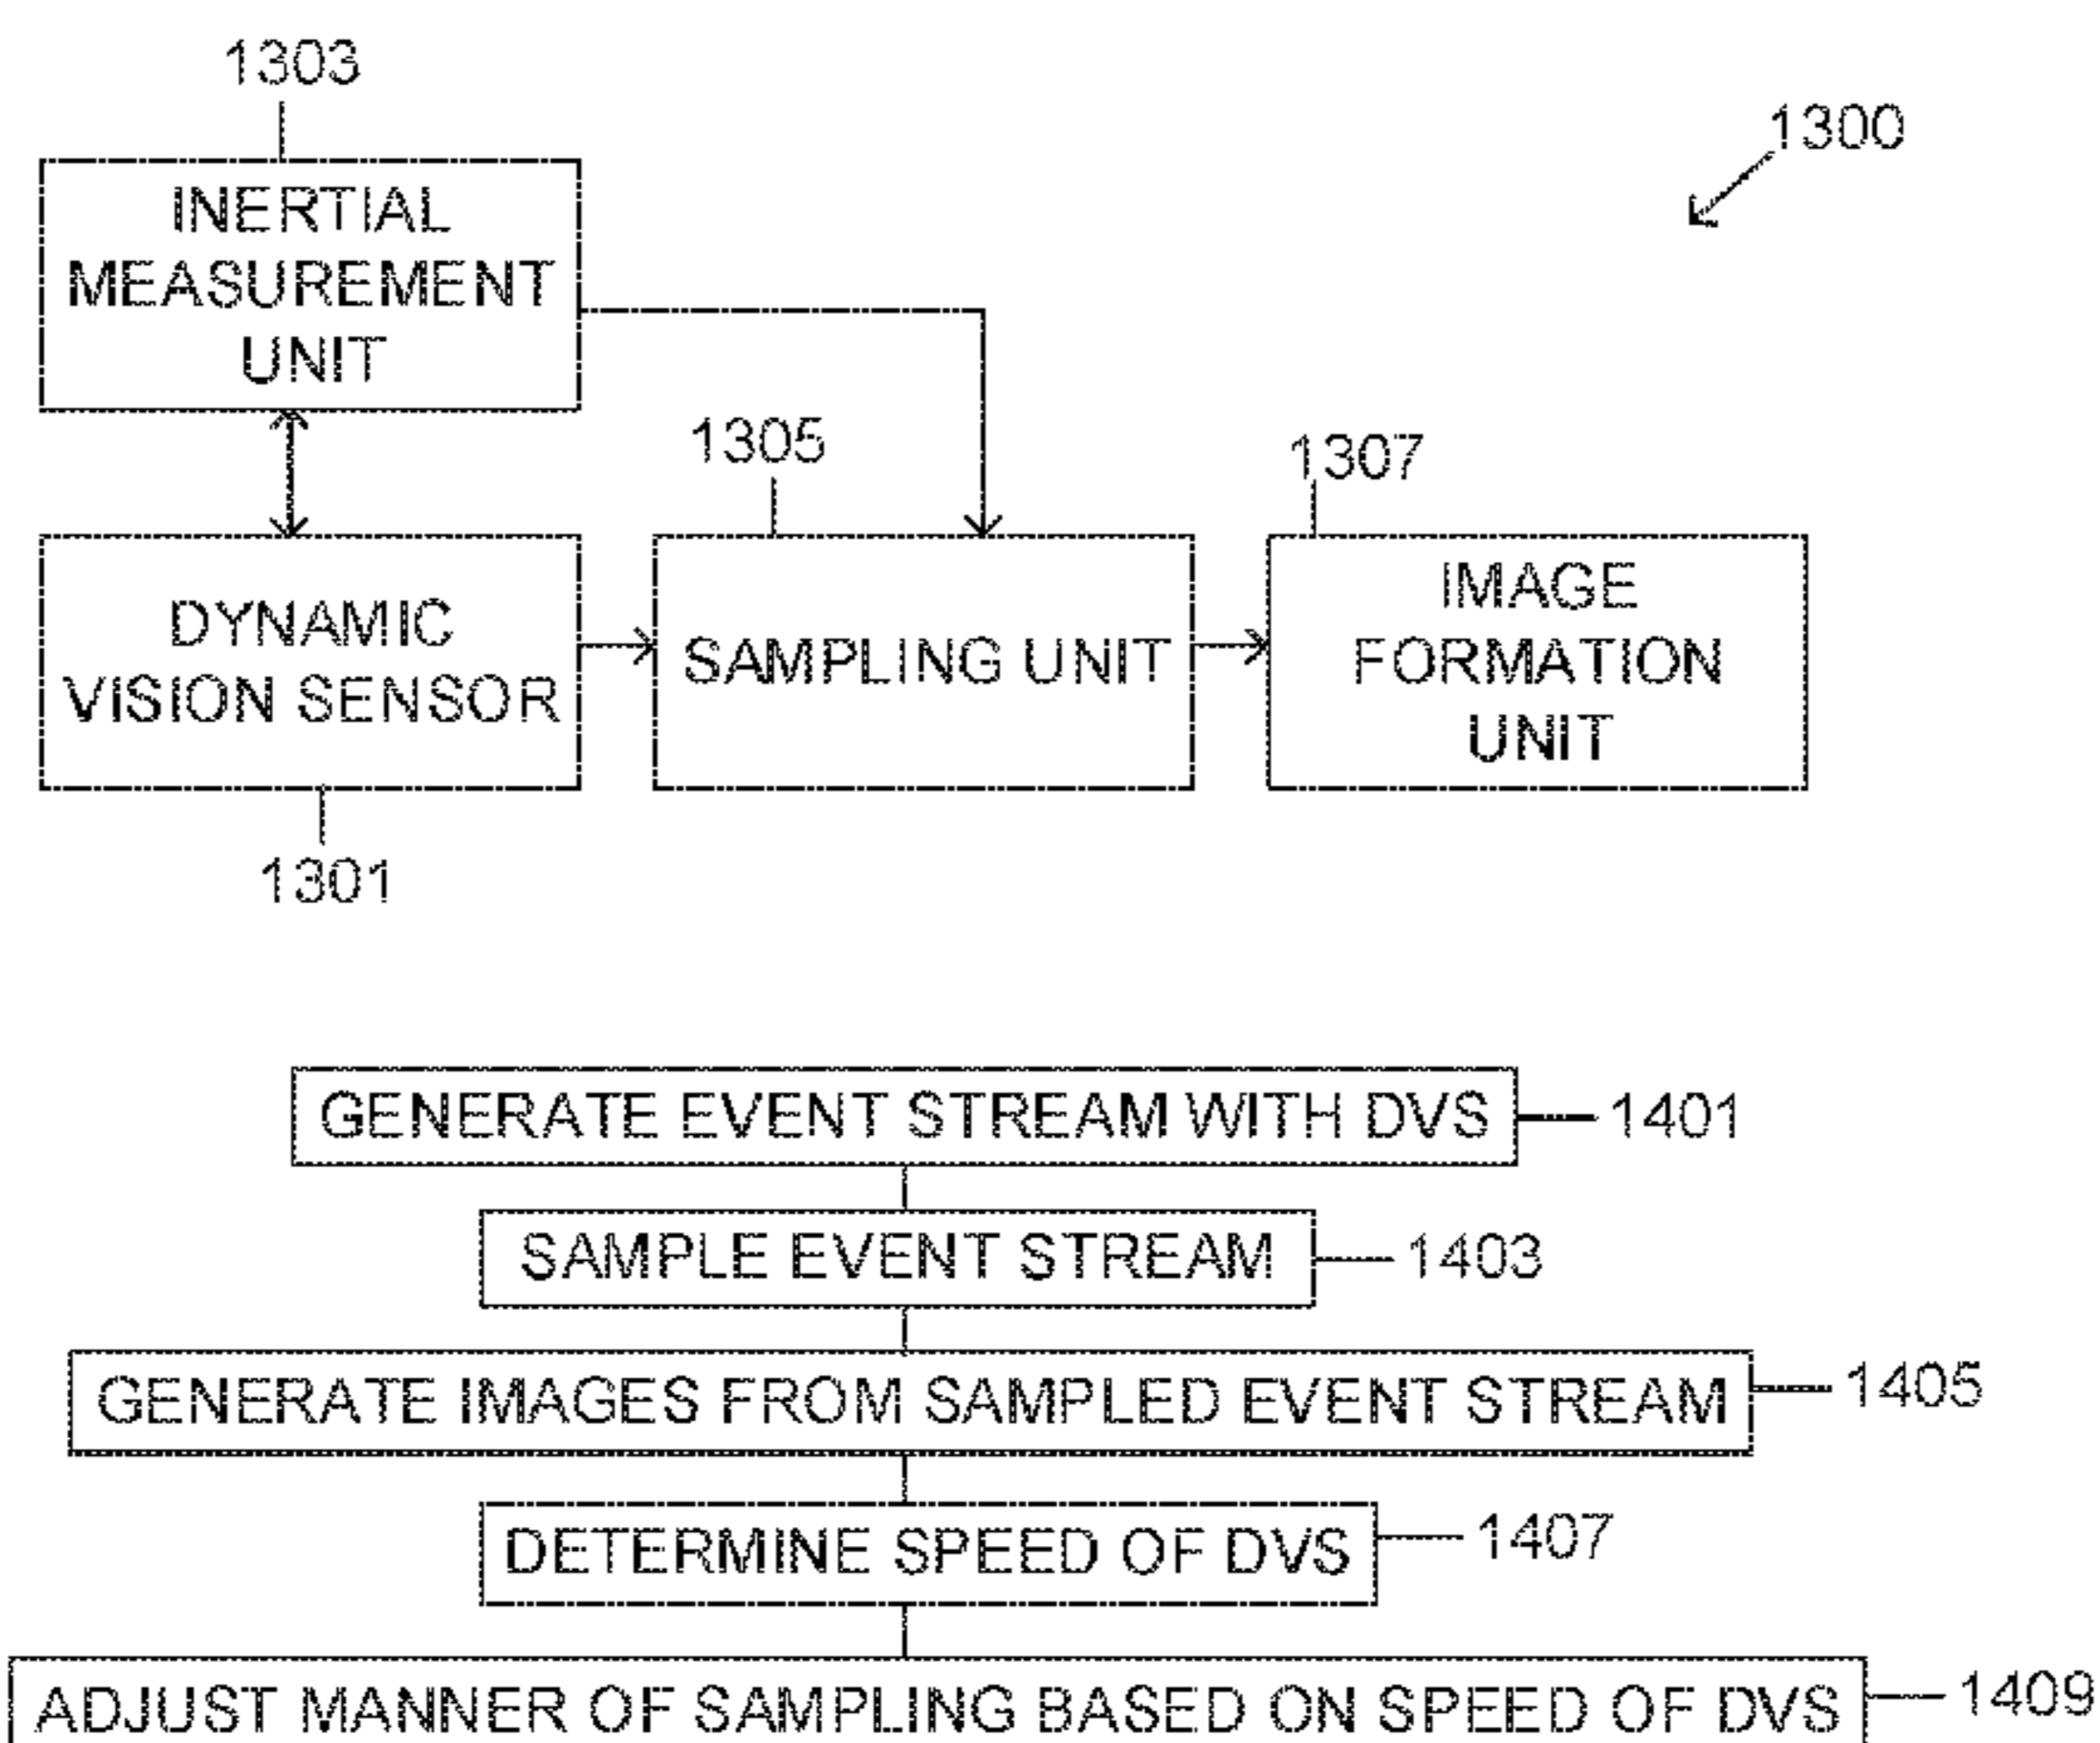 1303
1300
INERTIAL
MEASUREMENT
UNIT
1305
1307
DYNAMIC
VISION SENSOR
SAMPLING UNIT
IMAGE
FORMATION
UNIT
1301
GENERATE EVENT STREAM WITH DVS
1401
SAMPLE EVENT STREAM
1403
GENERATE IMAGES FROM SAMPLED EVENT STREAM
1405
DETERMINE SPEED OF DVS
1407
ADJUST MANNER OF SAMPLING BASED ON SPEED OF DVS
1409